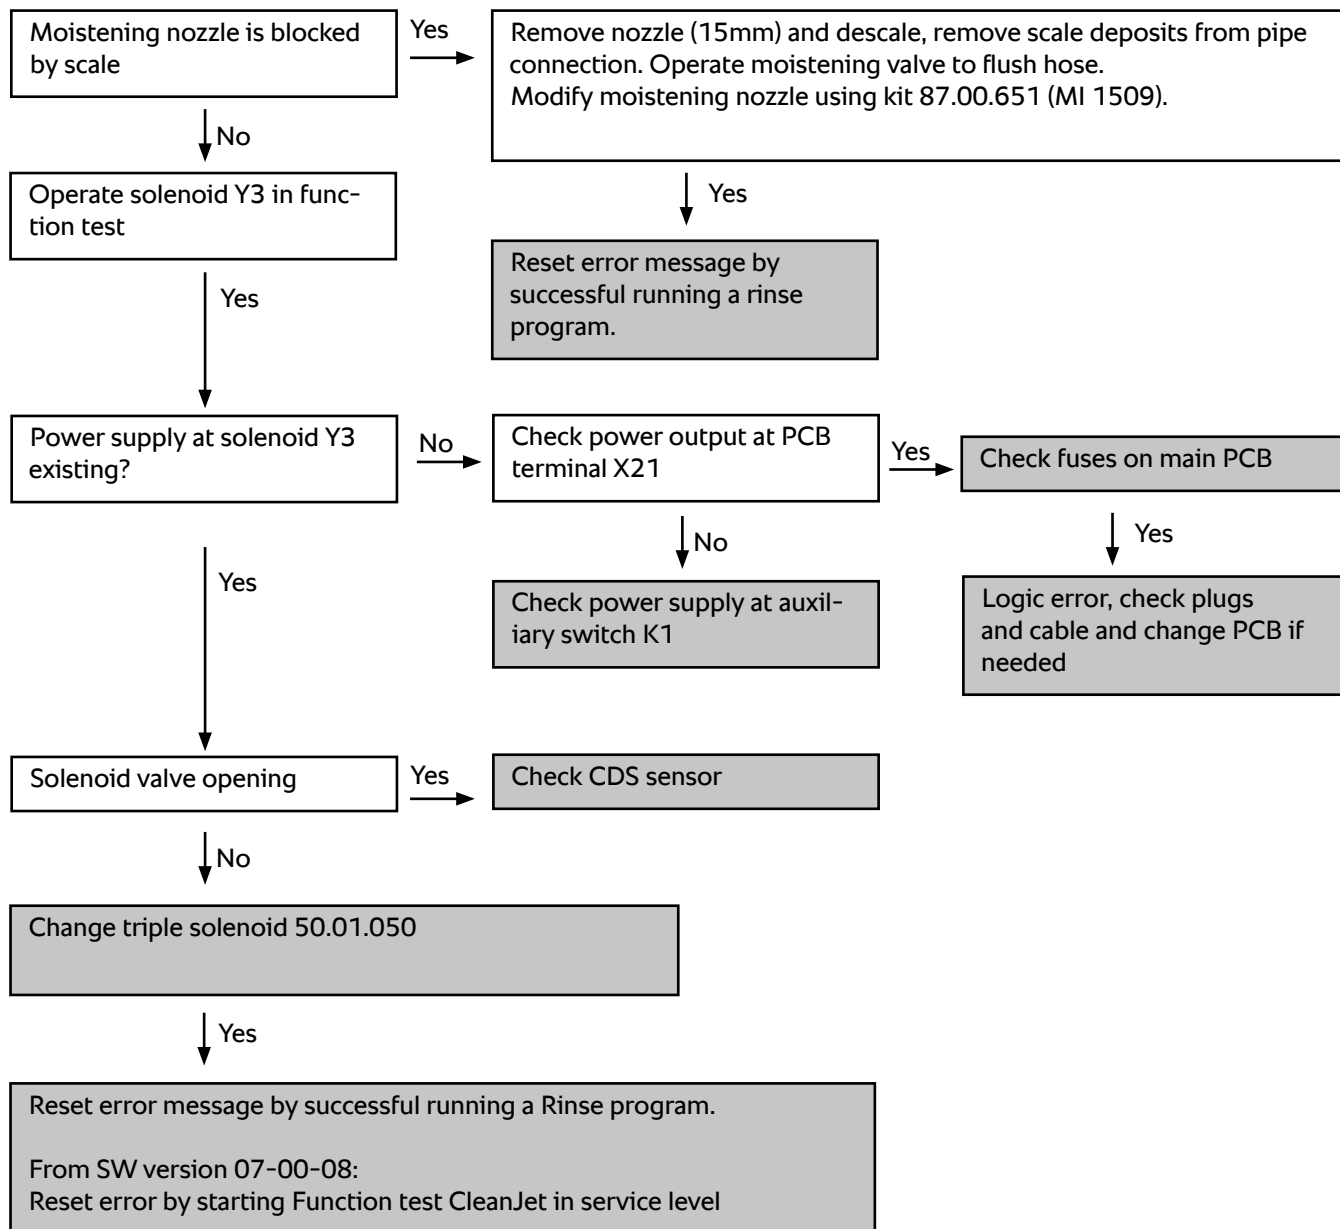 Moistening nozzle is blocked
by scale
Yes
Remove nozzle (15mm) and descale, remove scale deposits from pipe
connection. Operate moistening valve to flush hose.
Modify moistening nozzle using kit 87.00.651 (MI 1509).
No
Yes
Operate solenoid Y3 in func-
tion test
Reset error message by
successful running a rinse
program.
Yes
Power supply at solenoid Y3
existing?
No
Check power output at PCB
terminal X21
Yes
Check fuses on main PCB
No
Yes
Yes
Check power supply at auxil-
iary switch K1
Logic error, check plugs
and cable and change PCB if
needed
Solenoid valve opening
Yes
Check CDS sensor
No
Change triple solenoid 50.01.050
Yes
Reset error message by successful running a Rinse program.
From SW version 07-00-08:
Reset error by starting Function test CleanJet in service level